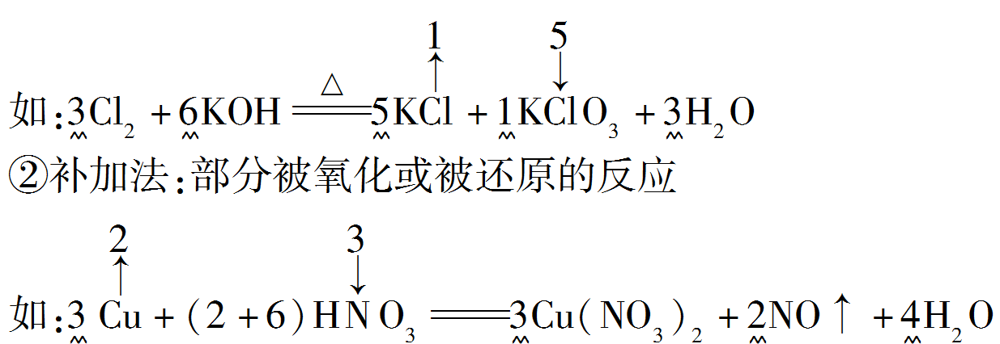 1 5
↑ ↓
△
如:3Cl₂ + 6KOH ══ 5KCl + 1KClO₃ + 3H₂O
②补加法:部分被氧化或被还原的反应
2 3
↑ ↓
如:3 Cu + (2 + 6) HNO₃ ══ 3Cu(NO₃)₂ + 2NO↑ + 4H₂O